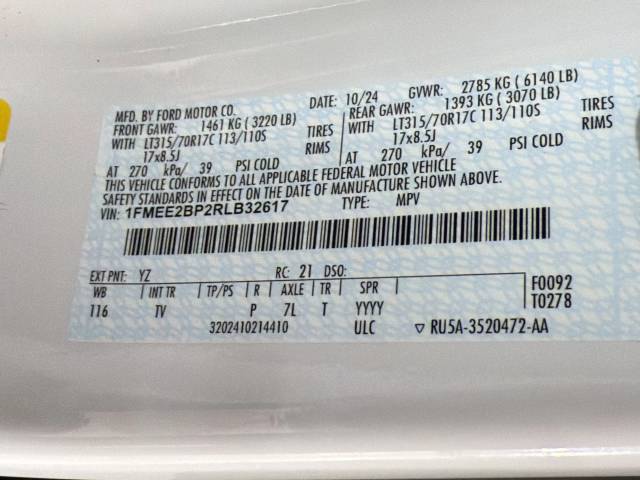 MFD. BY FORD MOTOR CO. DATE: 10/24 GVWR: 2785 KG ( 6140 LB)
FRONT GAWR: 1461 KG ( 3220 LB) REAR GAWR: 1393 KG ( 3070 LB)
WITH LT315/70R17C 113/110S TIRES WITH LT315/70R17C 113/110S TIRES
17x8.5J RIMS 17x8.5J RIMS
AT 270 kPa/ 39 PSI COLD AT 270 kPa/ 39 PSI COLD
THIS VEHICLE CONFORMS TO ALL APPLICABLE FEDERAL MOTOR VEHICLE
SAFETY STANDARDS IN EFFECT ON THE DATE OF MANUFACTURE SHOWN ABOVE.
VIN: 1FMEE2BP2RLB32617 TYPE: MPV
EXT PNT: YZ RC: 21 DSO: F0092
WB INT TR TP/PS R AXLE TR SPR T0278
116 TV P 7L T YYYY
3202410214410 ULC ▽ RU5A-3520472-AA